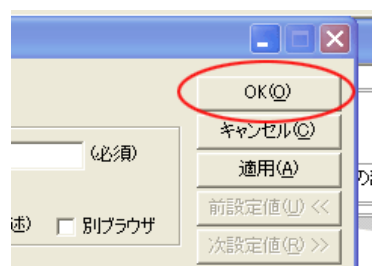 OK(O)
キャンセル(C)
(必須)
適用(A)
前設定値(U) <<
述) 別ブラウザ
次設定値(R) >>